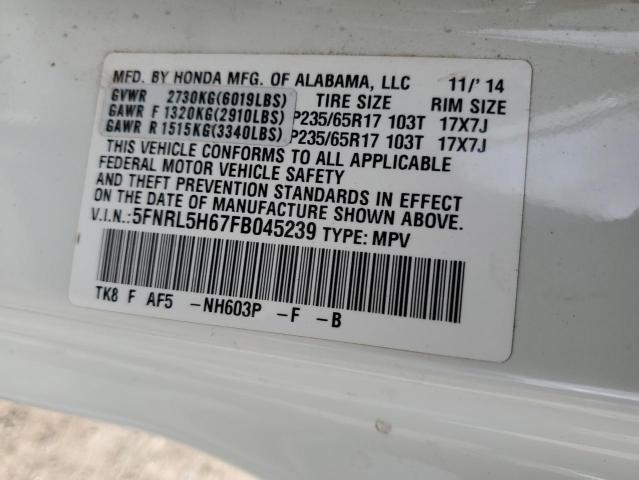 MFD. BY HONDA MFG. OF ALABAMA, LLC 11/'14
GVWR 2730KG(6019LBS) TIRE SIZE RIM SIZE
GAWR F 1320KG(2910LBS) P235/65R17 103T 17X7J
GAWR R 1515KG(3340LBS) P235/65R17 103T 17X7J
THIS VEHICLE CONFORMS TO ALL APPLICABLE
FEDERAL MOTOR VEHICLE SAFETY
AND THEFT PREVENTION STANDARDS IN EFFECT
ON THE DATE OF MANUFACTURE SHOWN ABOVE.
V.I.N.:5FNRL5H67FB045239 TYPE: MPV
TK8 F AF5 -NH603P -F -B